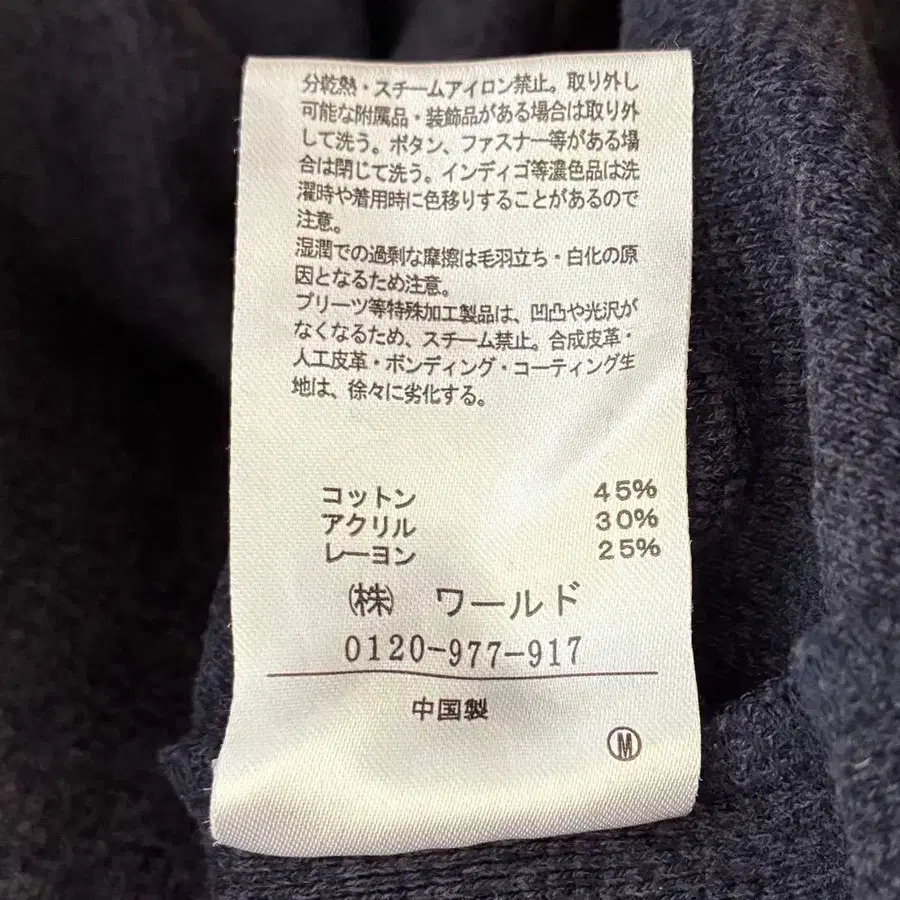 分乾熱・スチームアイロン禁止。取り外し
可能な附属品・装飾品がある場合は取り外
して洗う。ボタン、ファスナー等がある場
合は閉じて洗う。インディゴ等濃色品は洗
濯時や着用時に色移りすることがあるので
注意。
湿潤での過剰な摩擦は毛羽立ち・白化の原
因となるため注意。
プリーツ等特殊加工製品は、凹凸や光沢が
なくなるため、スチーム禁止。合成皮革・
人工皮革・ボンディング・コーティング生
地は、徐々に劣化する。
コットン 45%
アクリル 30%
レーヨン 25%
㈱ ワールド
0120-977-917
中国製
Ⓜ